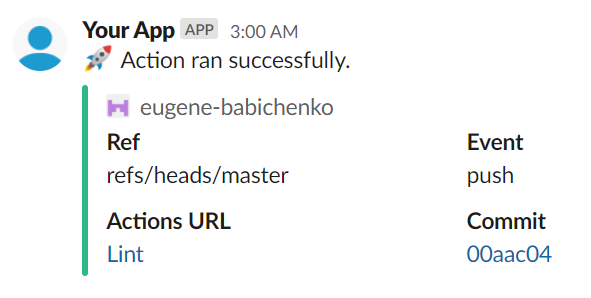 Your App APP 3:00 AM
🚀 Action ran successfully.
eugene-babichenko
Ref Event
refs/heads/master push
Actions URL Commit
Lint 00aac04